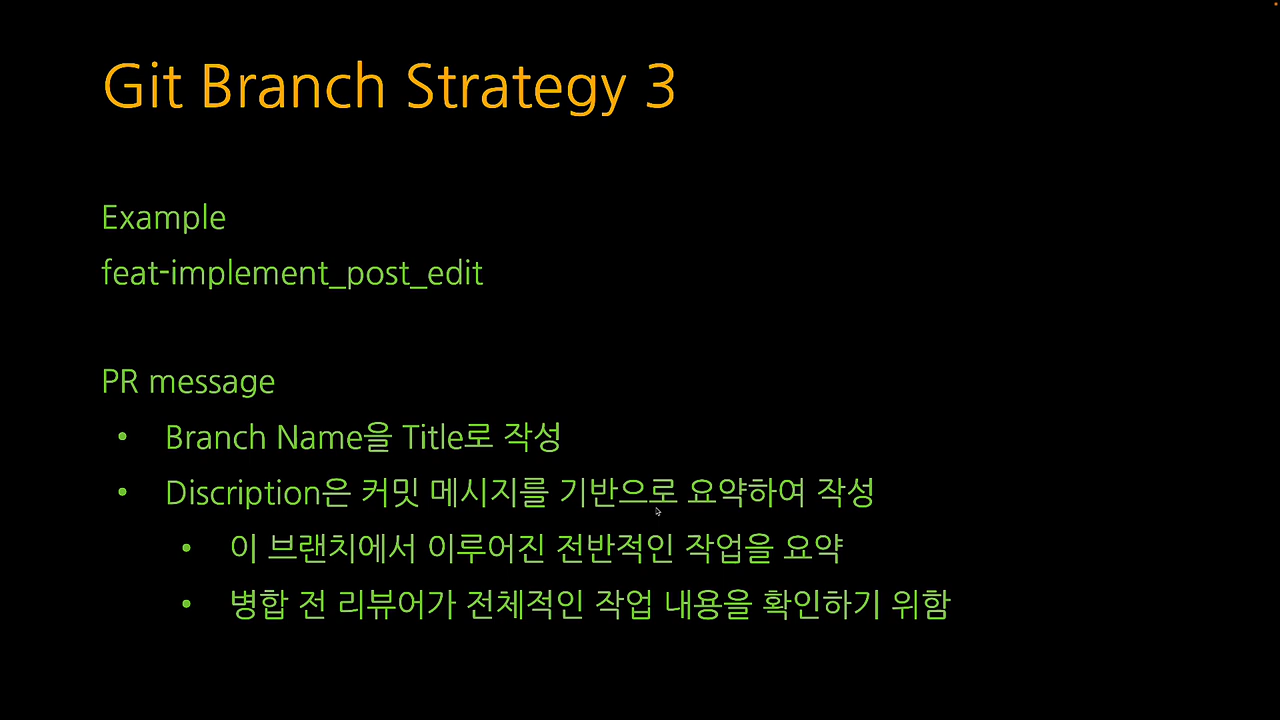 Git Branch Strategy 3
Example
feat-implement_post_edit
PR message
• Branch Name을 Title로 작성
• Discription은 커밋 메시지를 기반으로 요약하여 작성
• 이 브랜치에서 이루어진 전반적인 작업을 요약
• 병합 전 리뷰어가 전체적인 작업 내용을 확인하기 위함